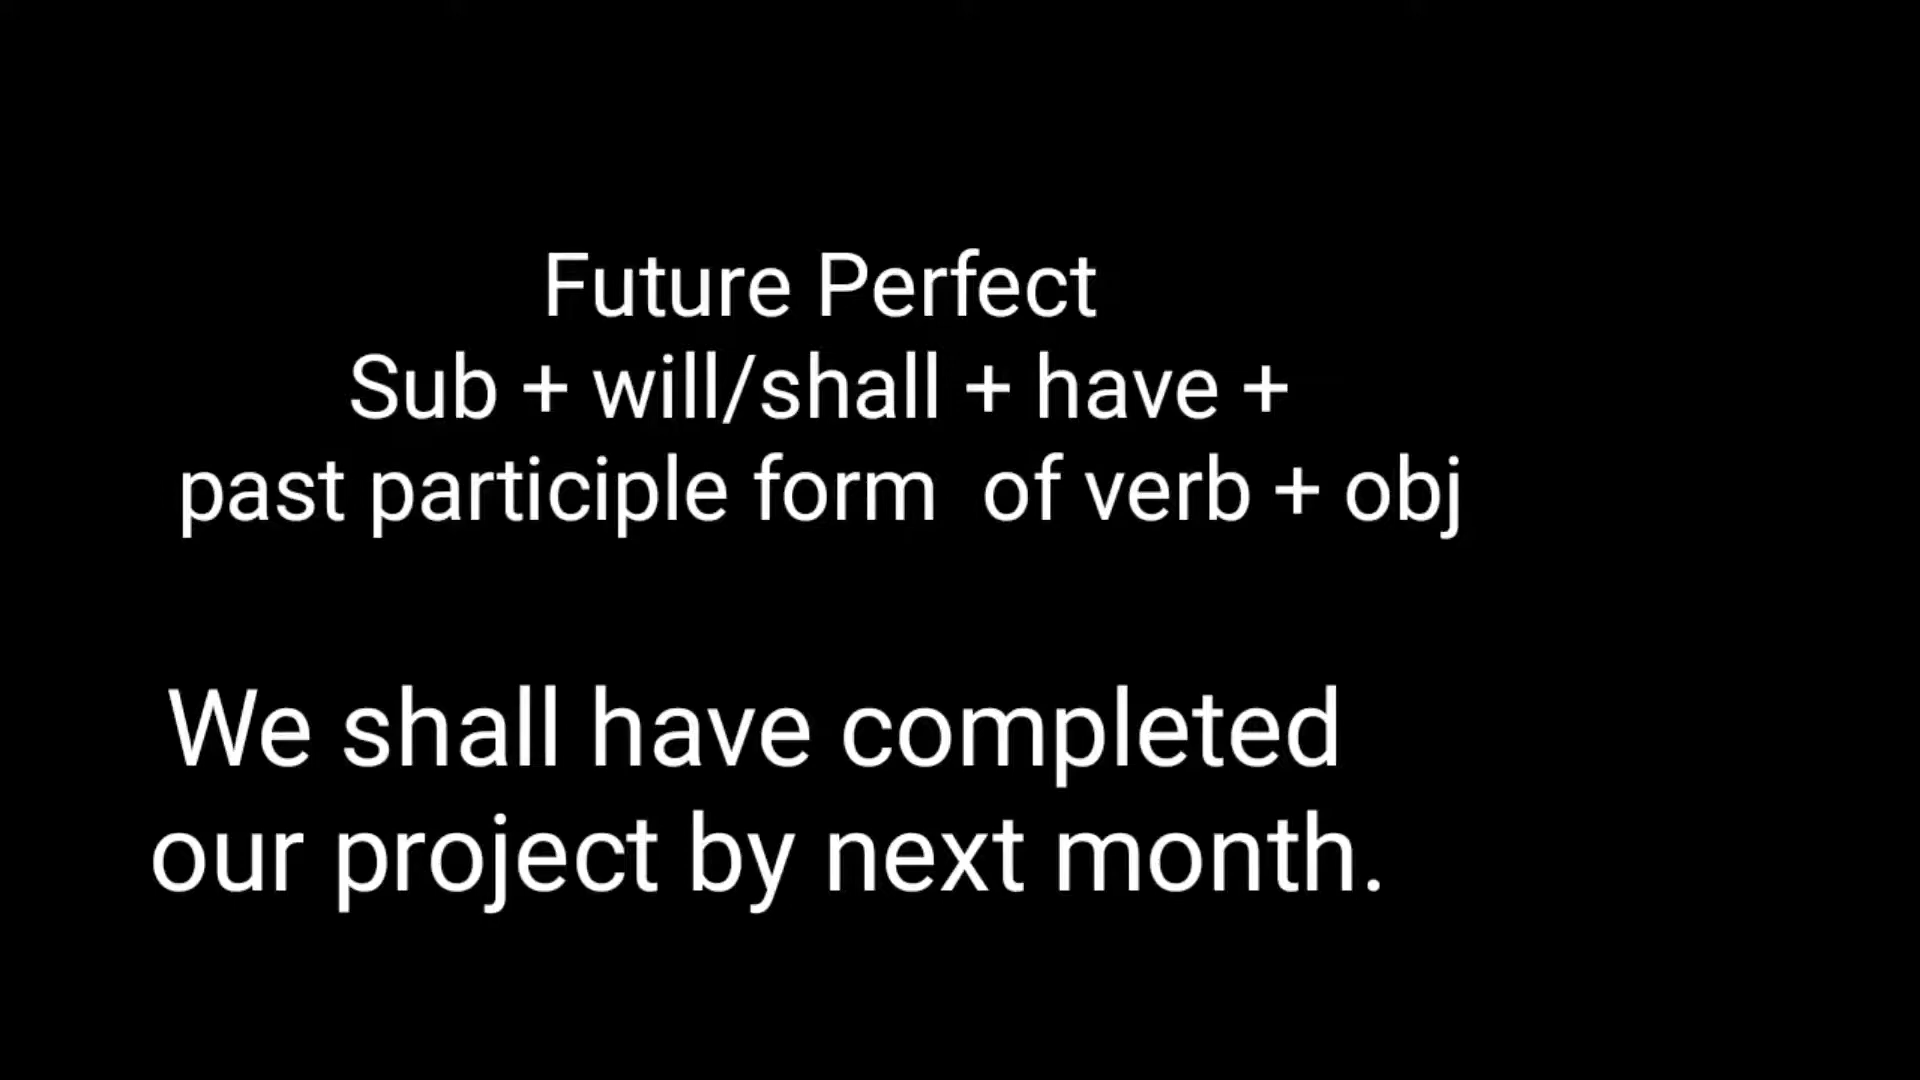 Future Perfect
Sub + will/shall + have +
past participle form  of verb + obj
We shall have completed
our project by next month.